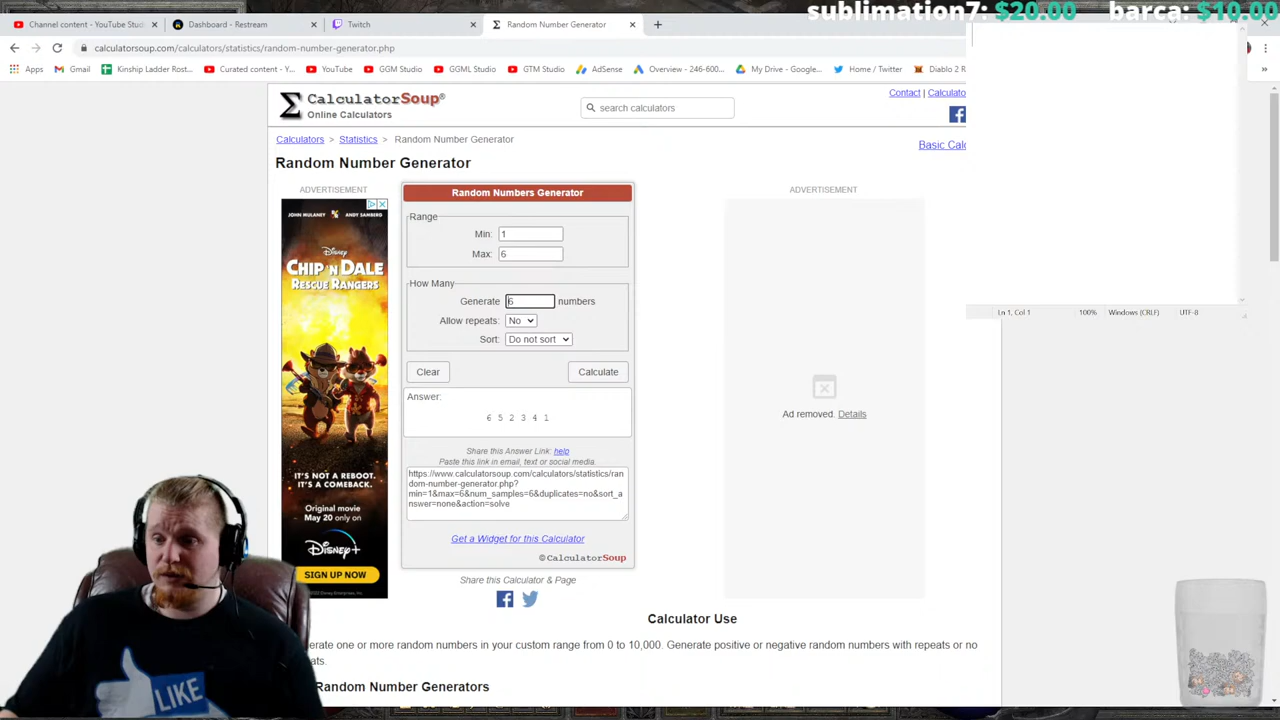 sublimation7: $20.00 barca: $10.00
Channel content - YouTube Stud
Dashboard - Restream
Twitch
Random Number Generator
calculatorsoup.com/calculators/statistics/random-number-generator.php
Apps Gmail Kinship Ladder Rost... Curated content - Y... YouTube GGM Studio GGML Studio GTM Studio AdSense Overview - 246-600... My Drive - Google... Home / Twitter Diablo 2 R
CalculatorSoup®
Online Calculators
search calculators
Contact | Calculato
Calculators > Statistics > Random Number Generator
Basic Calc
Random Number Generator
ADVERTISEMENT
JOHN MULANEY ANDY SAMBERG
Disney
CHIP 'N DALE
RESCUE RANGERS
IT'S NOT A REBOOT.
IT'S A COMEBACK.
Original movie
May 20 only on
Disney+
SIGN UP NOW
Random Numbers Generator
Range
Min: 1
Max: 6
How Many
Generate 6 numbers
Allow repeats: No
Sort: Do not sort
Clear Calculate
Answer:
6 5 2 3 4 1
Share this Answer Link: help
Paste this link in email, text or social media.
https://www.calculatorsoup.com/calculators/statistics/ran
dom-number-generator.php?
min=1&max=6&num_samples=6&duplicates=no&sort_a
nswer=none&action=solve
Get a Widget for this Calculator
©CalculatorSoup
Share this Calculator & Page
ADVERTISEMENT
Ad removed. Details
Ln 1, Col 1 100% Windows (CRLF) UTF-8
Calculator Use
erate one or more random numbers in your custom range from 0 to 10,000. Generate positive or negative random numbers with repeats or no
ats.
Random Number Generators
LIKE